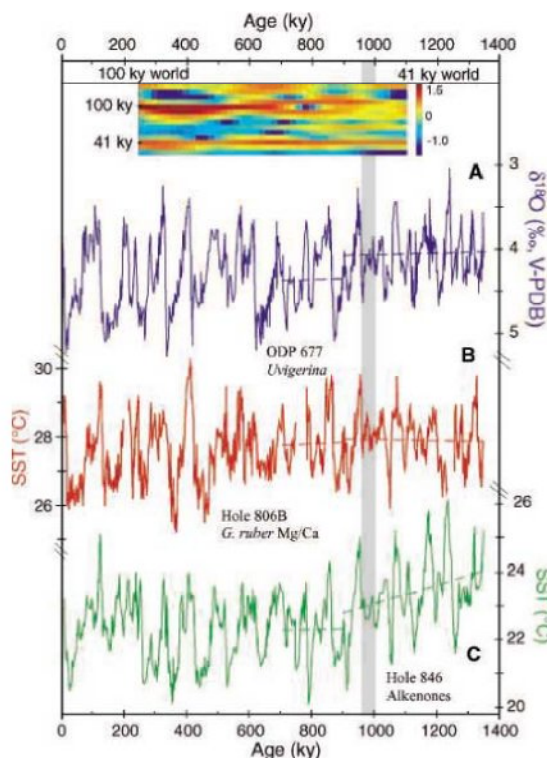 Age (ky)
0 200 400 600 800 1000 1200 1400
100 ky world 41 ky world
100 ky
41 ky
1.5
0
-1.0
A
3
4
5
δ¹⁸O (‰, V-PDB)
ODP 677
Uvigerina
B
30
28
26
SST (°C)
Hole 806B
G. ruber Mg/Ca
26
24
22
20
SST (°C)
C
Hole 846
Alkenones
0 200 400 600 800 1000 1200 1400
Age (ky)